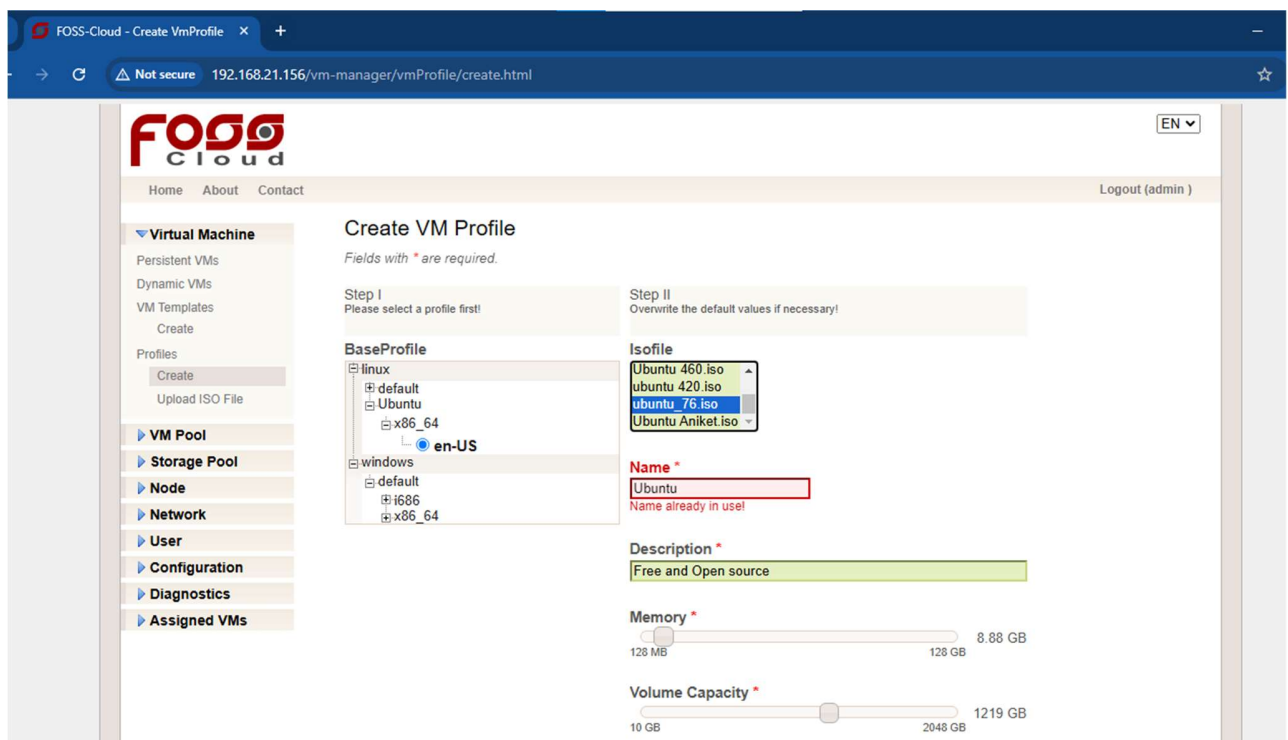 FOSS-Cloud - Create VmProfile
Not secure 192.168.21.156/vm-manager/vmProfile/create.html
FOSS
Cloud
EN
Home About Contact
Logout (admin )
Virtual Machine
Persistent VMs
Dynamic VMs
VM Templates
Create
Profiles
Create
Upload ISO File
VM Pool
Storage Pool
Node
Network
User
Configuration
Diagnostics
Assigned VMs
Create VM Profile
Fields with * are required.
Step I
Please select a profile first!
BaseProfile
linux
default
Ubuntu
x86_64
en-US
windows
default
i686
x86_64
Step II
Overwrite the default values if necessary!
Isofile
Ubuntu 460.iso
ubuntu 420.iso
ubuntu_76.iso
Ubuntu Aniket.iso
Name *
Ubuntu
Name already in use!
Description *
Free and Open source
Memory *
8.88 GB
128 MB 128 GB
Volume Capacity *
1219 GB
10 GB 2048 GB